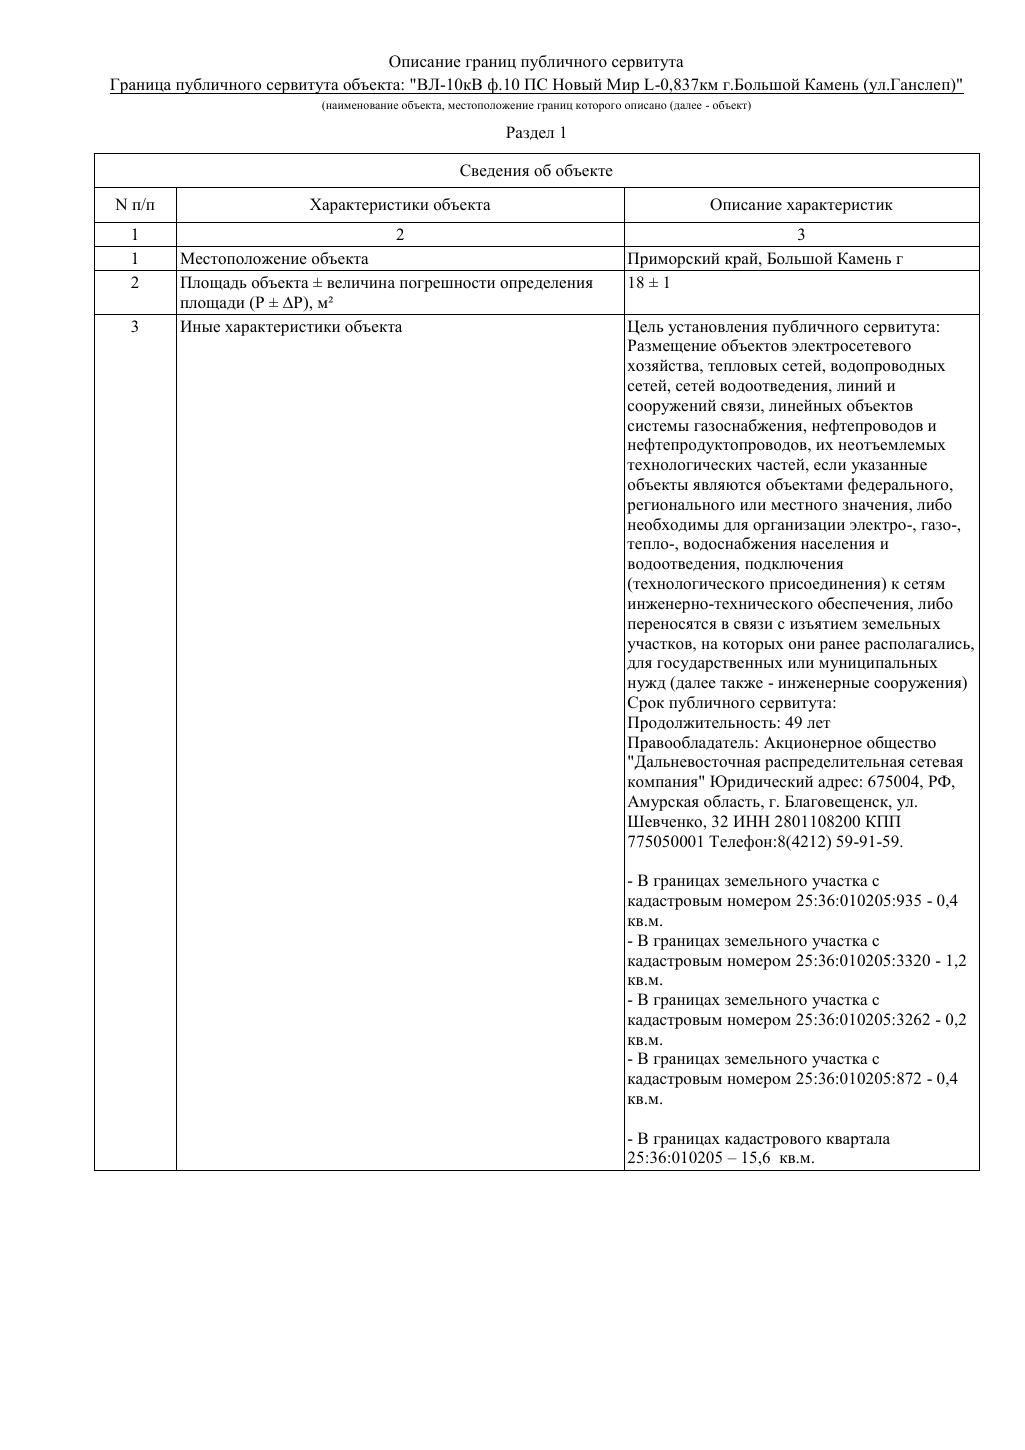 Описание границ публичного сервитута
Граница публичного сервитута объекта: "ВЛ-10кВ ф.10 ПС Новый Мир L-0,837км г.Большой Камень (ул.Ганслеп)"
(наименование объекта, местоположение границ которого описано (далее - объект)
Раздел 1
Сведения об объекте
N п/п Характеристики объекта Описание характеристик
1 2 3
1 Местоположение объекта Приморский край, Большой Камень г
2 Площадь объекта ± величина погрешности определения 18 ± 1
площади (P ± ∆P), м²
3 Иные характеристики объекта Цель установления публичного сервитута:
Размещение объектов электросетевого
хозяйства, тепловых сетей, водопроводных
сетей, сетей водоотведения, линий и
сооружений связи, линейных объектов
системы газоснабжения, нефтепроводов и
нефтепродуктопроводов, их неотъемлемых
технологических частей, если указанные
объекты являются объектами федерального,
регионального или местного значения, либо
необходимы для организации электро-, газо-,
тепло-, водоснабжения населения и
водоотведения, подключения
(технологического присоединения) к сетям
инженерно-технического обеспечения, либо
переносятся в связи с изъятием земельных
участков, на которых они ранее располагались,
для государственных или муниципальных
нужд (далее также - инженерные сооружения)
Срок публичного сервитута:
Продолжительность: 49 лет
Правообладатель: Акционерное общество
"Дальневосточная распределительная сетевая
компания" Юридический адрес: 675004, РФ,
Амурская область, г. Благовещенск, ул.
Шевченко, 32 ИНН 2801108200 КПП
775050001 Телефон:8(4212) 59-91-59.
- В границах земельного участка с
кадастровым номером 25:36:010205:935 - 0,4
кв.м.
- В границах земельного участка с
кадастровым номером 25:36:010205:3320 - 1,2
кв.м.
- В границах земельного участка с
кадастровым номером 25:36:010205:3262 - 0,2
кв.м.
- В границах земельного участка с
кадастровым номером 25:36:010205:872 - 0,4
кв.м.
- В границах кадастрового квартала
25:36:010205 – 15,6 кв.м.